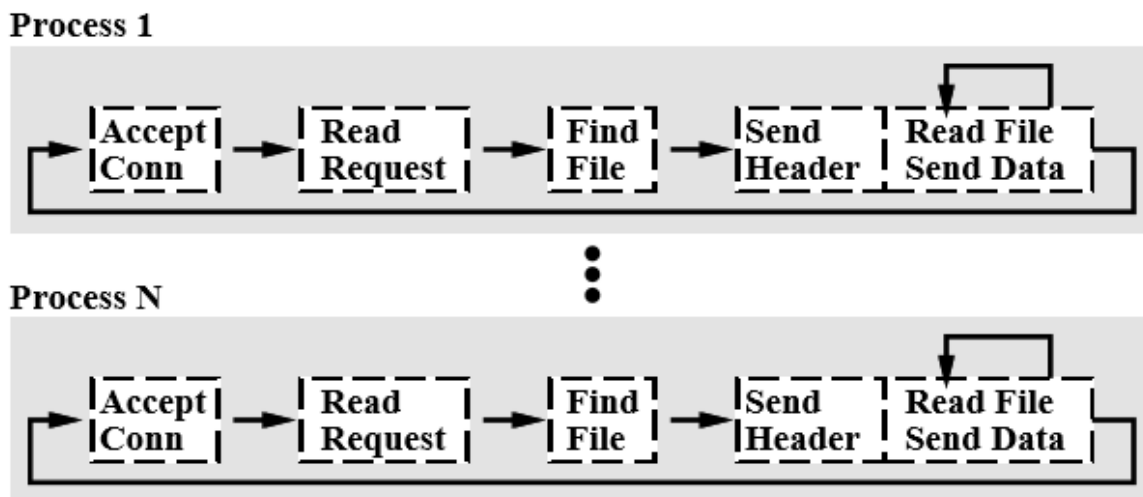 Process 1
Accept
Conn
Read
Request
Find
File
Send
Header
Read File
Send Data
Process N
Accept
Conn
Read
Request
Find
File
Send
Header
Read File
Send Data